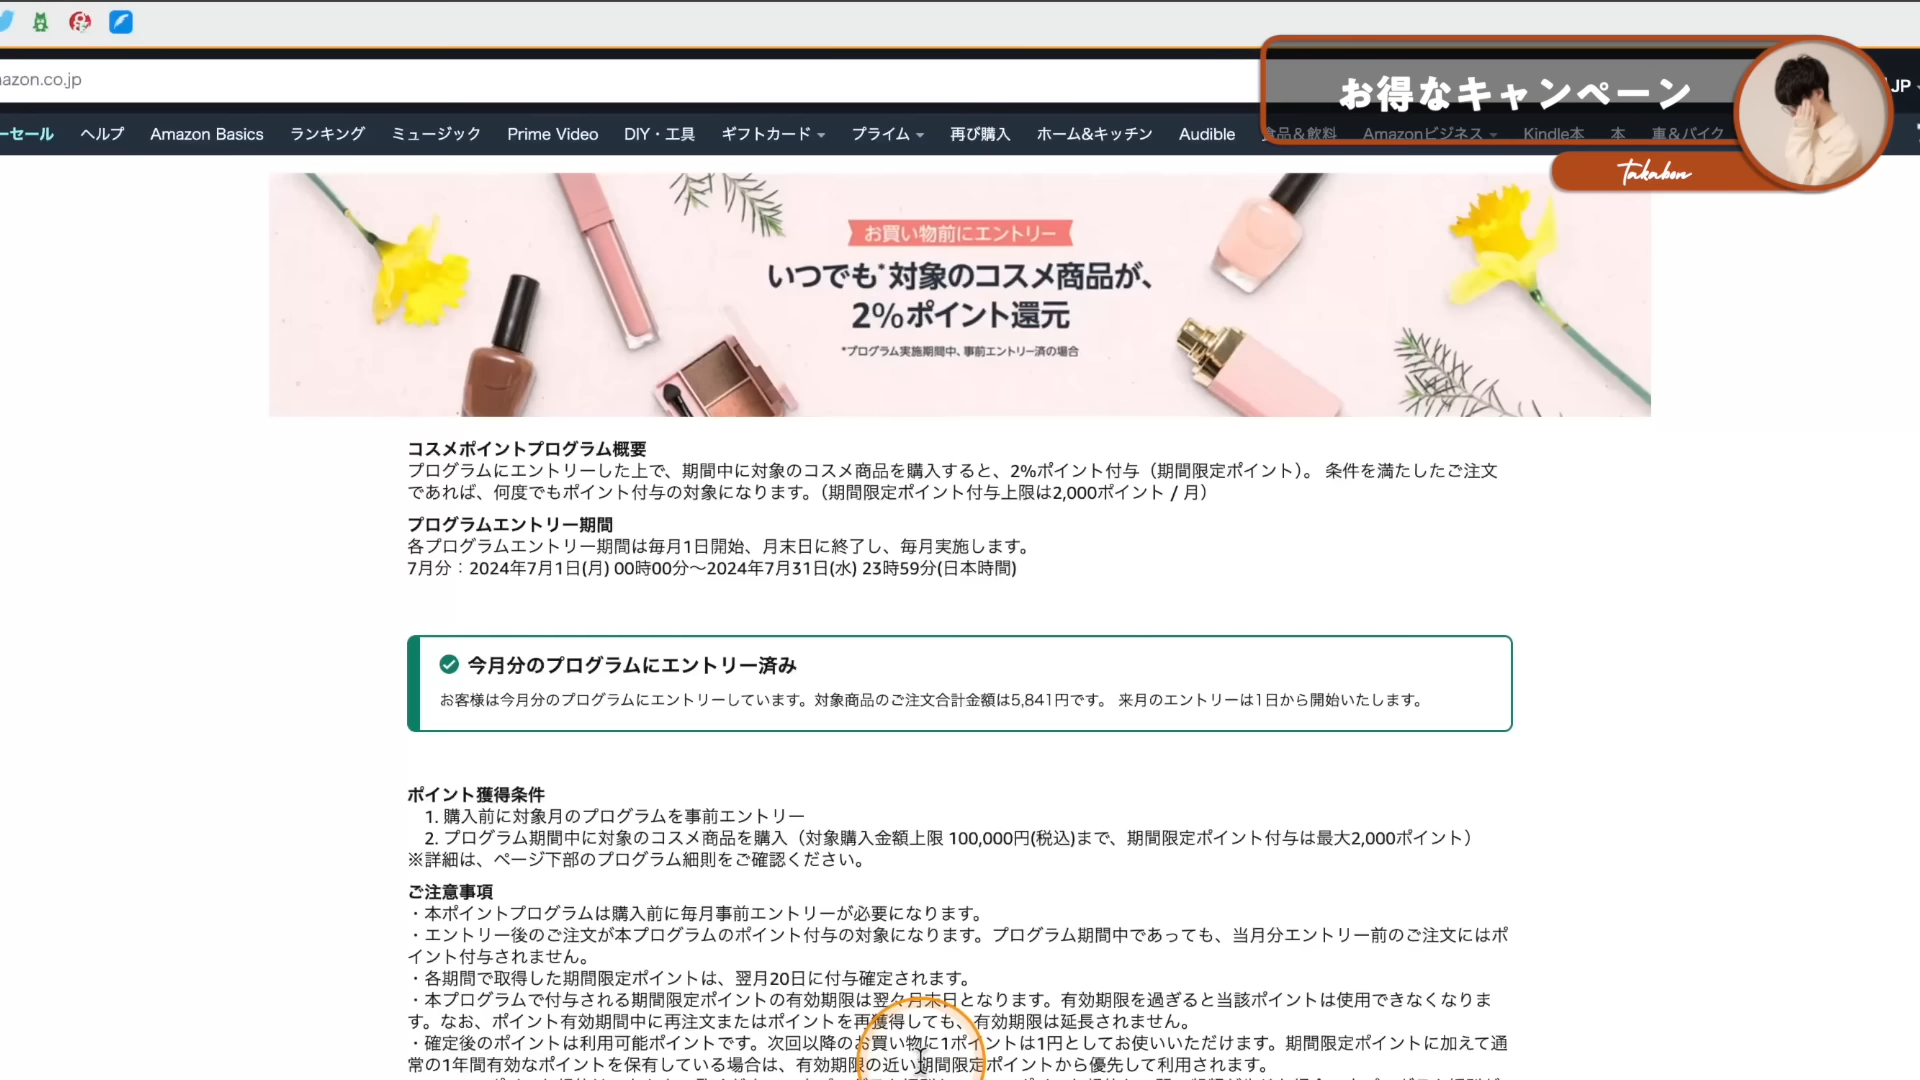 azon.co.jp
お得なキャンペーン
JP
ーセール ヘルプ Amazon Basics ランキング ミュージック Prime Video DIY・工具 ギフトカード プライム 再び購入 ホーム&キッチン Audible 食品&飲料 Amazonビジネス Kindle本 本 車&バイク
Takabon
お買い物前にエントリー
いつでも*対象のコスメ商品が、
2%ポイント還元
*プログラム実施期間中、事前エントリー済の場合
コスメポイントプログラム概要
プログラムにエントリーした上で、期間中に対象のコスメ商品を購入すると、2%ポイント付与（期間限定ポイント）。 条件を満たしたご注文
であれば、何度でもポイント付与の対象になります。（期間限定ポイント付与上限は2,000ポイント / 月）
プログラムエントリー期間
各プログラムエントリー期間は毎月1日開始、月末日に終了し、毎月実施します。
7月分：2024年7月1日(月) 00時00分～2024年7月31日(水) 23時59分(日本時間)
今月分のプログラムにエントリー済み
お客様は今月分のプログラムにエントリーしています。対象商品のご注文合計金額は5,841円です。 来月のエントリーは1日から開始いたします。
ポイント獲得条件
1. 購入前に対象月のプログラムを事前エントリー
2. プログラム期間中に対象のコスメ商品を購入（対象購入金額上限 100,000円(税込)まで、期間限定ポイント付与は最大2,000ポイント）
※詳細は、ページ下部のプログラム細則をご確認ください。
ご注意事項
・本ポイントプログラムは購入前に毎月事前エントリーが必要になります。
・エントリー後のご注文が本プログラムのポイント付与の対象になります。プログラム期間中であっても、当月分エントリー前のご注文にはポ
イント付与されません。
・各期間で取得した期間限定ポイントは、翌月20日に付与確定されます。
・本プログラムで付与される期間限定ポイントの有効期限は翌々月末日となります。有効期限を過ぎると当該ポイントは使用できなくなりま
す。なお、ポイント有効期間中に再注文またはポイントを再獲得しても、有効期限は延長されません。
・確定後のポイントは利用可能ポイントです。次回以降のお買い物に1ポイントは1円としてお使いいただけます。期間限定ポイントに加えて通
常の1年間有効なポイントを保有している場合は、有効期限の近い期間限定ポイントから優先して利用されます。